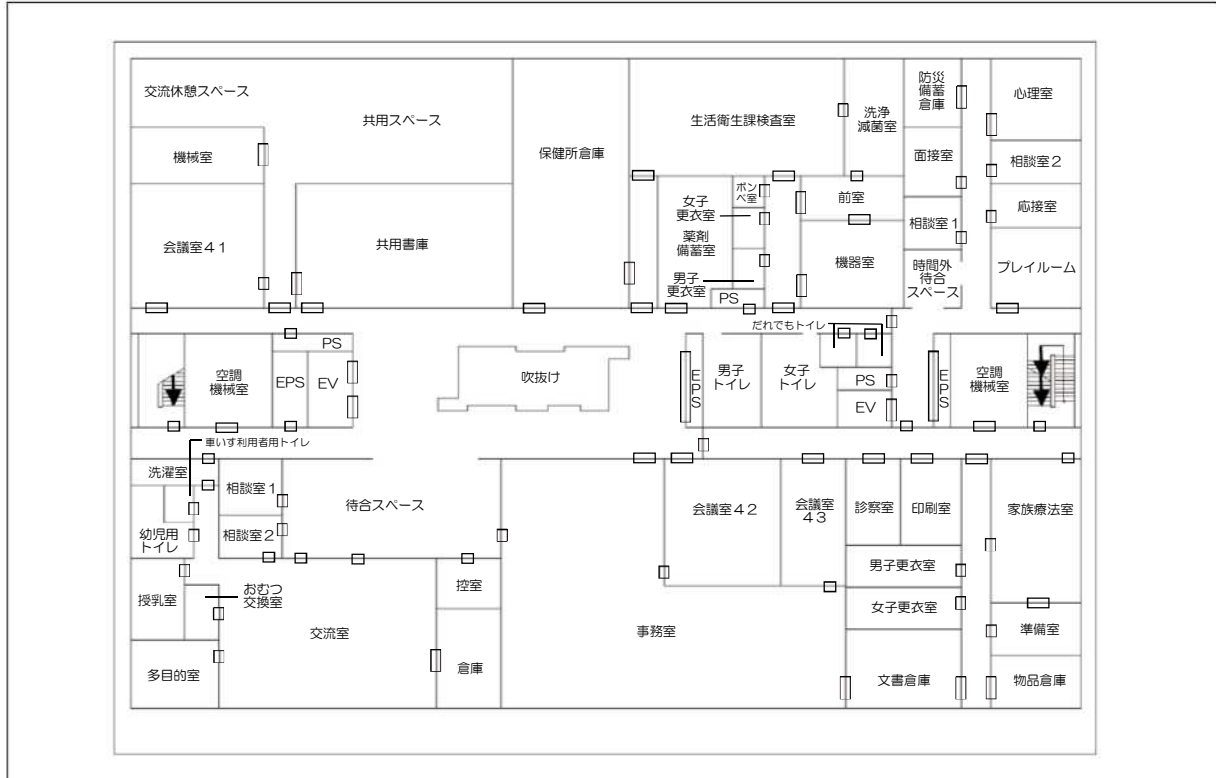 交流休憩スペース
共用スペース
機械室
会議室４１
共用書庫
保健所倉庫
生活衛生課検査室
洗浄
滅菌室
防災
備蓄
倉庫
心理室
面接室
相談室２
女子
更衣室
ボン
ベ室
前室
薬剤
備蓄室
相談室１
応接室
男子
更衣室
機器室
時間外
待合
スペース
プレイルーム
PS
だれでもトイレ
PS
空調
機械室
EPS
EV
吹抜け
EPS
男子
トイレ
女子
トイレ
PS
EV
EPS
空調
機械室
車いす利用者用トイレ
洗濯室
相談室１
待合スペース
相談室２
幼児用
トイレ
会議室４２
会議室
４３
診察室
印刷室
家族療法室
授乳室
おむつ
交換室
控室
男子更衣室
女子更衣室
交流室
事務室
準備室
多目的室
倉庫
文書倉庫
物品倉庫